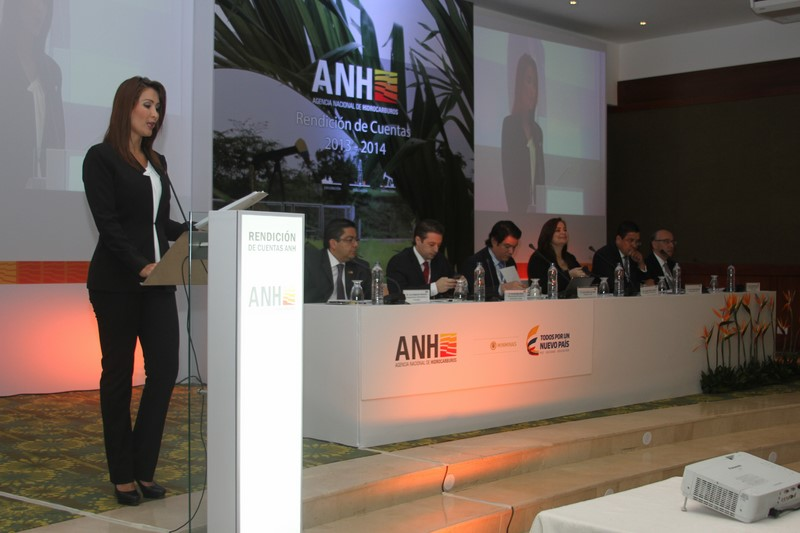 ANH
AGENCIA NACIONAL DE HIDROCARBUROS
Rendición de Cuentas
2013 - 2014
RENDICIÓN
DE CUENTAS ANH
ANH
ANH
AGENCIA NACIONAL DE HIDROCARBUROS
TODOS POR UN
NUEVO PAÍS